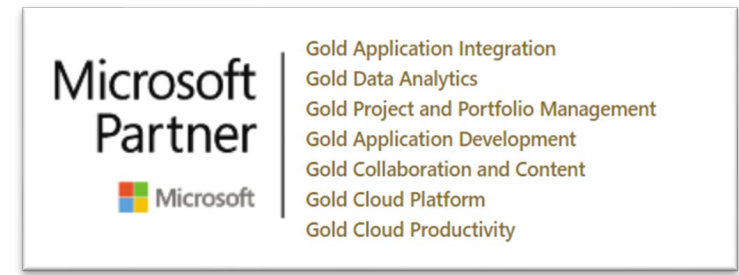 Microsoft
Partner
Microsoft
Gold Application Integration
Gold Data Analytics
Gold Project and Portfolio Management
Gold Application Development
Gold Collaboration and Content
Gold Cloud Platform
Gold Cloud Productivity